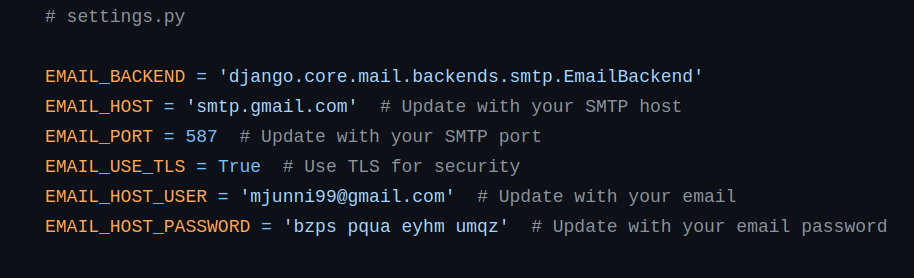 # settings.py
EMAIL_BACKEND = 'django.core.mail.backends.smtp.EmailBackend'
EMAIL_HOST = 'smtp.gmail.com'  # Update with your SMTP host
EMAIL_PORT = 587  # Update with your SMTP port
EMAIL_USE_TLS = True  # Use TLS for security
EMAIL_HOST_USER = 'mjunni99@gmail.com'  # Update with your email
EMAIL_HOST_PASSWORD = 'bzps pqua eyhm umqz'  # Update with your email password